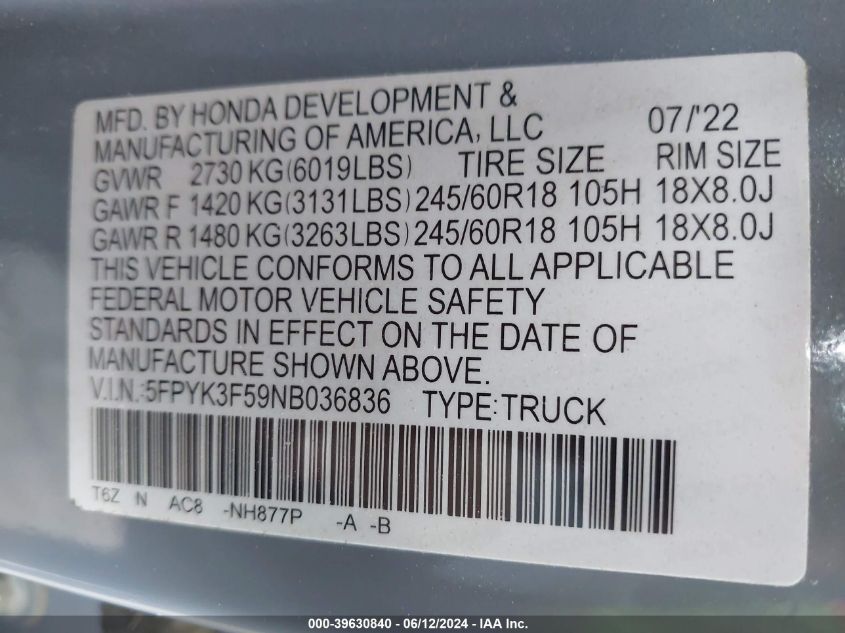 MFD. BY HONDA DEVELOPMENT &
MANUFACTURING OF AMERICA, LLC 07/'22
GVWR 2730 KG(6019LBS) TIRE SIZE RIM SIZE
GAWR F 1420 KG(3131LBS) 245/60R18 105H 18X8.0J
GAWR R 1480 KG(3263LBS) 245/60R18 105H 18X8.0J
THIS VEHICLE CONFORMS TO ALL APPLICABLE
FEDERAL MOTOR VEHICLE SAFETY
STANDARDS IN EFFECT ON THE DATE OF
MANUFACTURE SHOWN ABOVE.
V.I.N.:5FPYK3F59NB036836 TYPE:TRUCK
T6Z N AC8 -NH877P -A -B
000-39630840 - 06/12/2024 - IAA Inc.